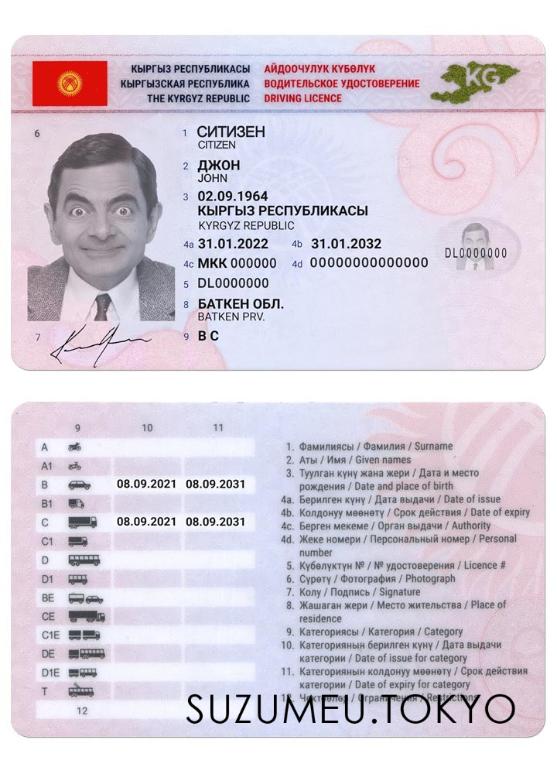 КЫРГЫЗ РЕСПУБЛИКАСЫ АЙДООЧУЛУК КҮБӨЛҮК
КЫРГЫЗСКАЯ РЕСПУБЛИКА ВОДИТЕЛЬСКОЕ УДОСТОВЕРЕНИЕ
THE KYRGYZ REPUBLIC DRIVING LICENCE
KG
6
1 СИТИЗЕН
CITIZEN
2 ДЖОН
JOHN
3 02.09.1964
КЫРГЫЗ РЕСПУБЛИКАСЫ
KYRGYZ REPUBLIC
4a 31.01.2022 4b 31.01.2032
4c МКК 000000 4d 00000000000000
DL0000000
5 DL0000000
8 БАТКЕН ОБЛ.
BATKEN PRV.
7
9 B C
9 10 11
A
A1
B 08.09.2021 08.09.2031
B1
C 08.09.2021 08.09.2031
C1
D
D1
BE
CE
C1E
DE
D1E
T
12
1. Фамилиясы / Фамилия / Surname
2. Аты / Имя / Given names
3. Туулган күнү жана жери / Дата и место
рождения / Date and place of birth
4a. Берилген күнү / Дата выдачи / Date of issue
4b. Колдонуу мөөнөтү / Срок действия / Date of expiry
4c. Берген мекеме / Орган выдачи / Authority
4d. Жеке номери / Персональный номер / Personal
number
5. Күбөлүктүн № / № удостоверения / Licence #
6. Сүрөтү / Фотография / Photograph
7. Колу / Подпись / Signature
8. Жашаган жери / Место жительства / Place of
residence
9. Категориясы / Категория / Category
10. Категориянын берилген күнү / Дата выдачи
категории / Date of issue for category
11. Категориянын колдонуу мөөнөтү / Срок действия
категории / Date of expiry for category
12. Чектөөлөр / Ограничения / Restrictions
SUZUMEU.TOKYO